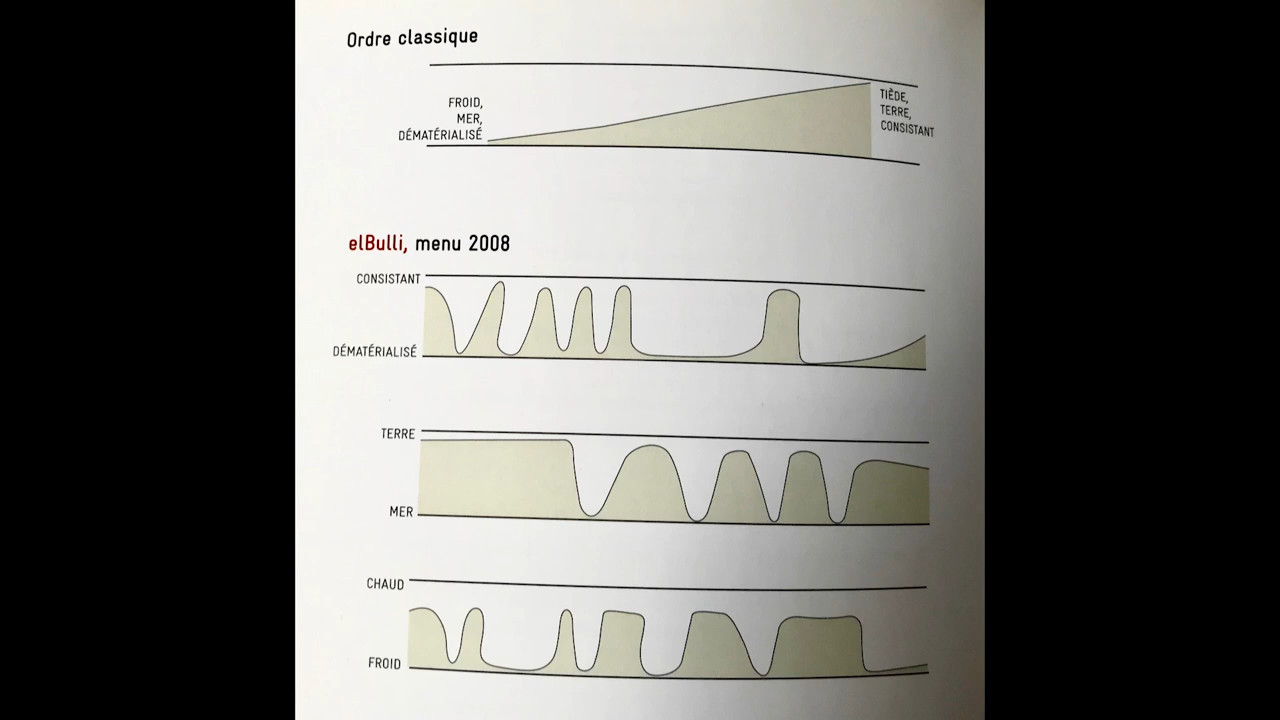 Ordre classique
FROID,
MER,
DÉMATÉRIALISÉ
TIÈDE,
TERRE,
CONSISTANT
elBulli, menu 2008
CONSISTANT
DÉMATÉRIALISÉ
TERRE
MER
CHAUD
FROID